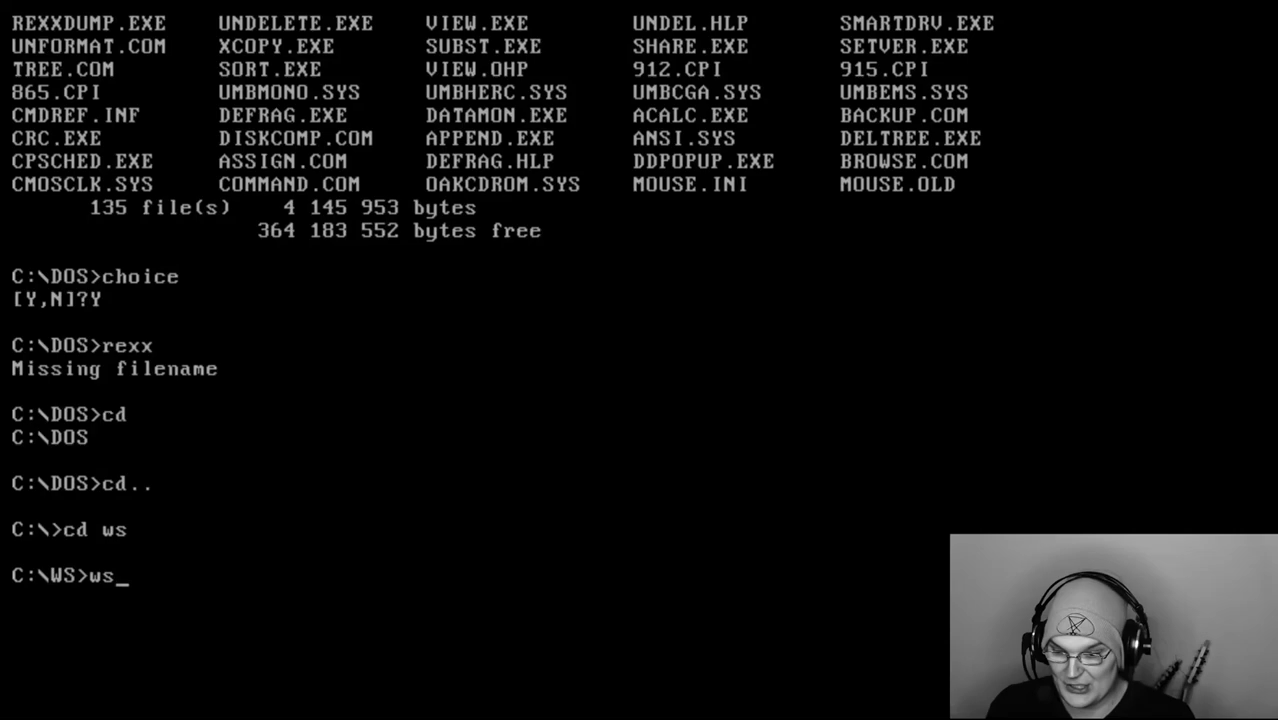 REXXDUMP.EXE UNDELETE.EXE VIEW.EXE UNDEL.HLP SMARTDRV.EXE
UNFORMAT.COM XCOPY.EXE SUBST.EXE SHARE.EXE SETVER.EXE
TREE.COM SORT.EXE VIEW.OHP 912.CPI 915.CPI
865.CPI UMBMONO.SYS UMBHERC.SYS UMBCGA.SYS UMBEMS.SYS
CMDREF.INF DEFRAG.EXE DATAMON.EXE ACALC.EXE BACKUP.COM
CRC.EXE DISKCOMP.COM APPEND.EXE ANSI.SYS DELTREE.EXE
CPSCHED.EXE ASSIGN.COM DEFRAG.HLP DDPOPUP.EXE BROWSE.COM
CMOSCLK.SYS COMMAND.COM OAKCDROM.SYS MOUSE.INI MOUSE.OLD
135 file(s) 4 145 953 bytes
364 183 552 bytes free
C:\DOS>choice
[Y,N]?Y
C:\DOS>rexx
Missing filename
C:\DOS>cd
C:\DOS
C:\DOS>cd..
C:\>cd ws
C:\WS>ws_